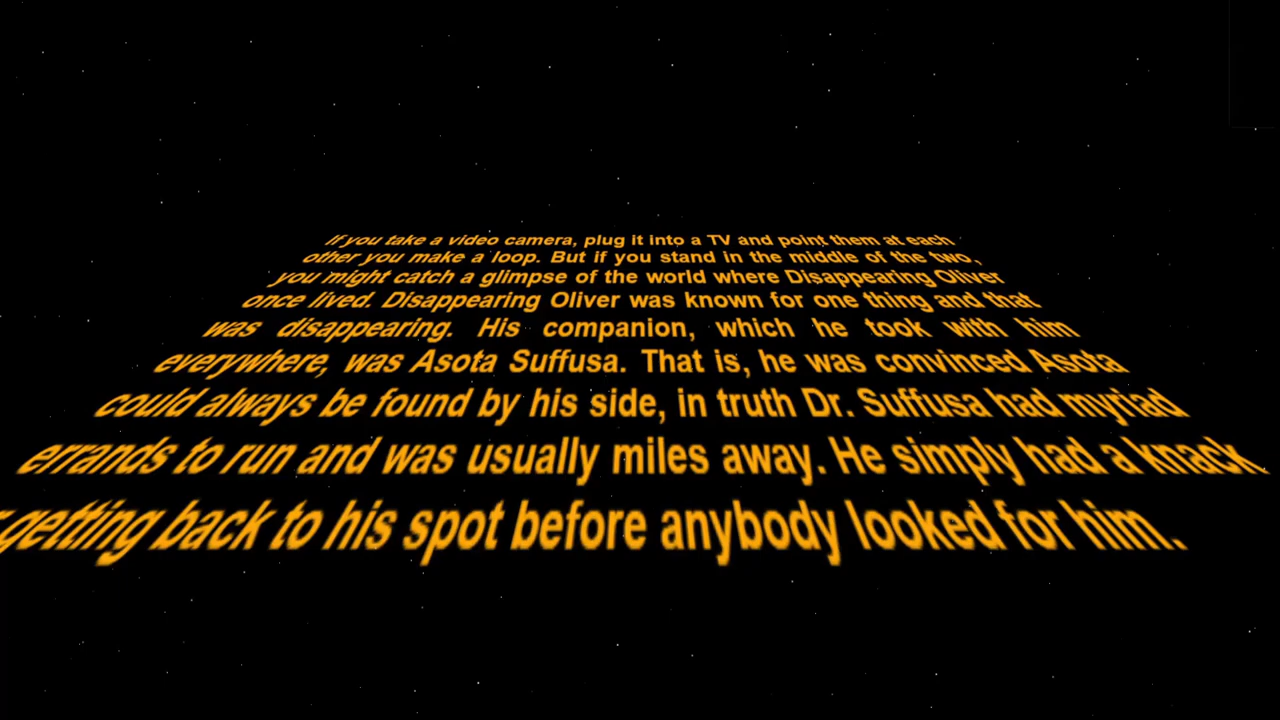 If you take a video camera, plug it into a TV and point them at each
other you make a loop. But if you stand in the middle of the two,
you might catch a glimpse of the world where Disappearing Oliver
once lived. Disappearing Oliver was known for one thing and that
was disappearing. His companion, which he took with him
everywhere, was Asota Suffusa. That is, he was convinced Asota
could always be found by his side, in truth Dr. Suffusa had myriad
errands to run and was usually miles away. He simply had a knack
getting back to his spot before anybody looked for him.